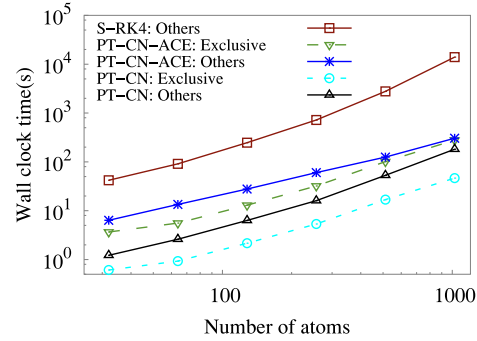 S-RK4: Others
PT-CN-ACE: Exclusive
PT-CN-ACE: Others
PT-CN: Exclusive
PT-CN: Others
10^5
10^4
10^3
10^2
10^1
10^0
Wall clock time(s)
100
1000
Number of atoms